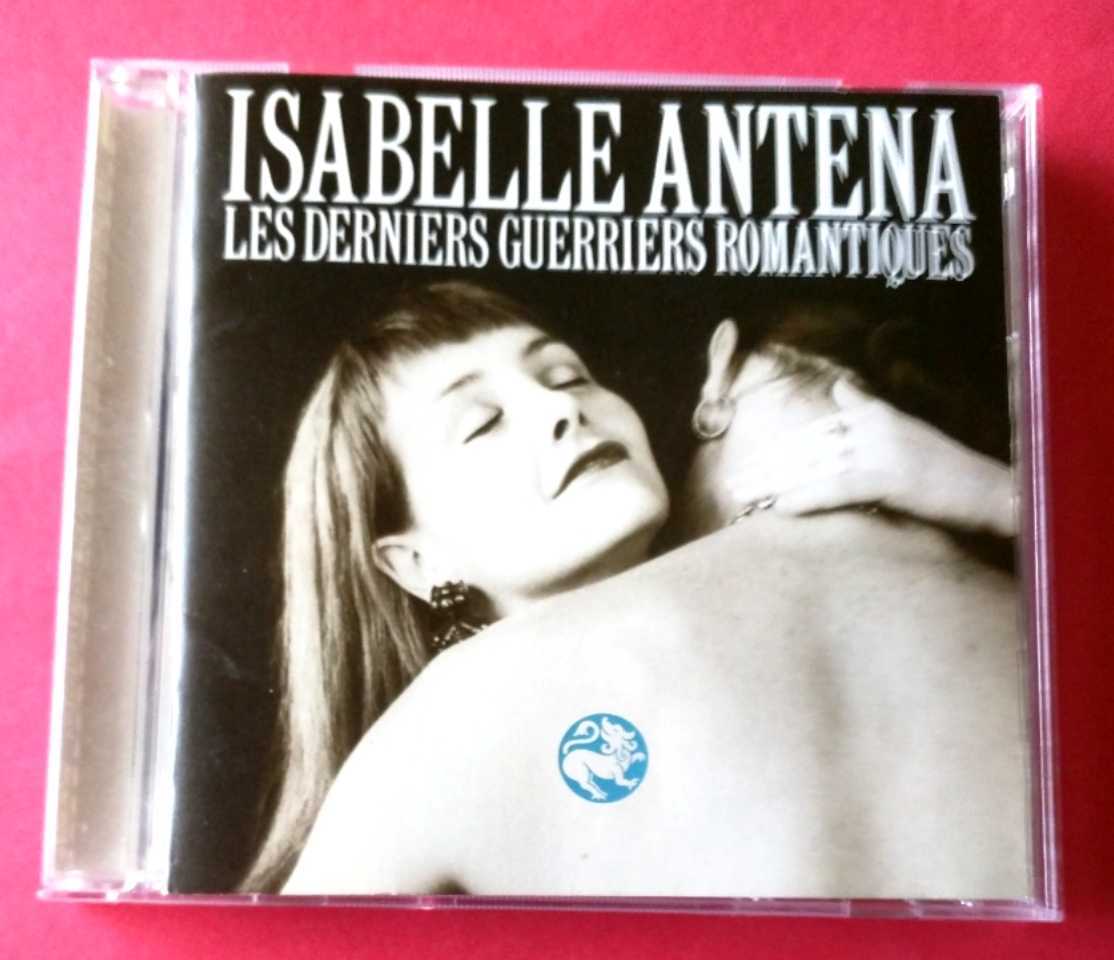 ISABELLE ANTENA
LES DERNIERS GUERRIERS ROMANTIQUES